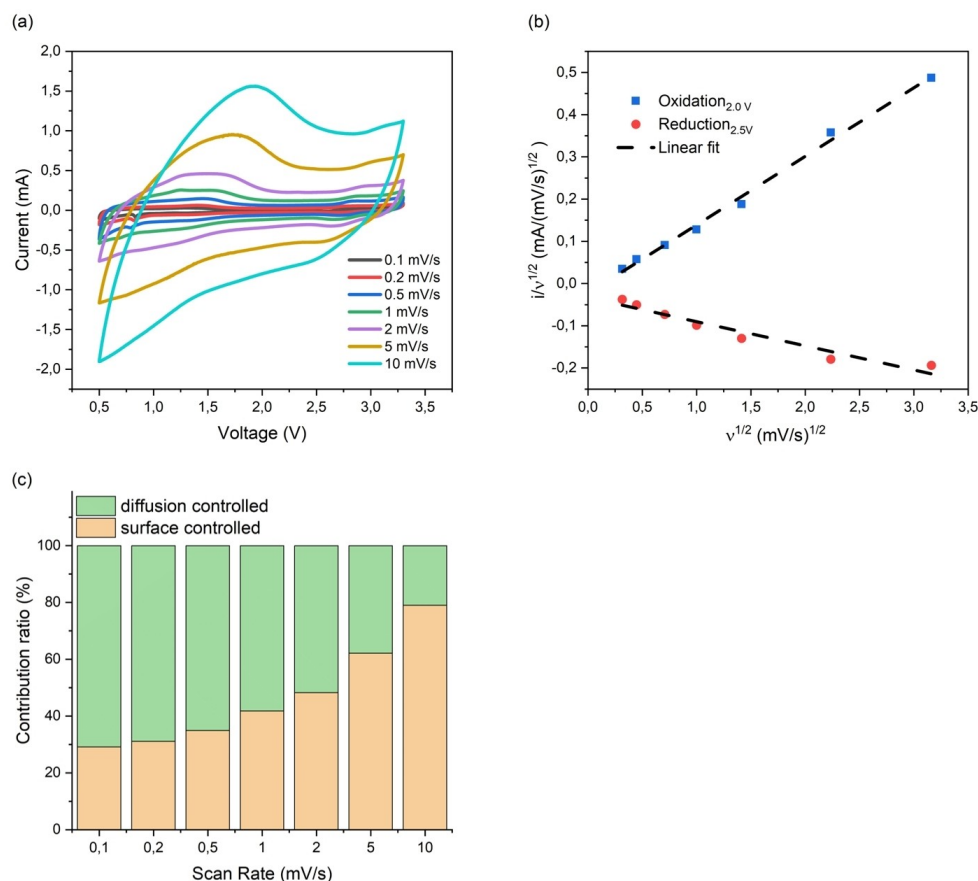 (a)
2,0
1,5
1,0
0,5
0,0
-0,5
-1,0
-1,5
-2,0
Current (mA)
0.1 mV/s
0.2 mV/s
0.5 mV/s
1 mV/s
2 mV/s
5 mV/s
10 mV/s
0,5 1,0 1,5 2,0 2,5 3,0 3,5
Voltage (V)
(b)
0,5
0,4
0,3
0,2
0,1
0,0
-0,1
-0,2
i/ν1/2 (mA/(mV/s)1/2 )
Oxidation2.0 V
Reduction2.5V
Linear fit
0,0 0,5 1,0 1,5 2,0 2,5 3,0 3,5
ν1/2 (mV/s)1/2
(c)
diffusion controlled
surface controlled
100
80
60
40
20
0
Contribution ratio (%)
0,1 0,2 0,5 1 2 5 10
Scan Rate (mV/s)